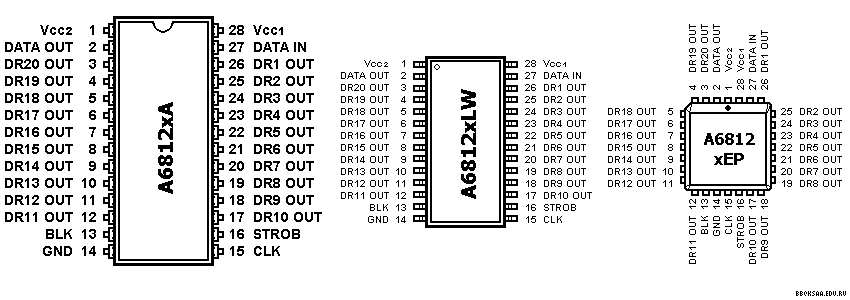 Vcc2 1 28 Vcc1
DATA OUT 2 27 DATA IN
DR20 OUT 3 26 DR1 OUT
DR19 OUT 4 25 DR2 OUT
DR18 OUT 5 24 DR3 OUT
DR17 OUT 6 23 DR4 OUT
DR16 OUT 7 22 DR5 OUT
DR15 OUT 8 21 DR6 OUT
DR14 OUT 9 20 DR7 OUT
DR13 OUT 10 19 DR8 OUT
DR12 OUT 11 18 DR9 OUT
DR11 OUT 12 17 DR10 OUT
BLK 13 16 STROB
GND 14 15 CLK
A6812xA
Vcc2 1 28 Vcc1
DATA OUT 2 27 DATA IN
DR20 OUT 3 26 DR1 OUT
DR19 OUT 4 25 DR2 OUT
DR18 OUT 5 24 DR3 OUT
DR17 OUT 6 23 DR4 OUT
DR16 OUT 7 22 DR5 OUT
DR15 OUT 8 21 DR6 OUT
DR14 OUT 9 20 DR7 OUT
DR13 OUT 10 19 DR8 OUT
DR12 OUT 11 18 DR9 OUT
DR11 OUT 12 17 DR10 OUT
BLK 13 16 STROB
GND 14 15 CLK
A6812xLW
4 DR19 OUT
3 DR20 OUT
2 DATA OUT
1 Vcc2
28 Vcc1
27 DATA IN
26 DR1 OUT
DR18 OUT 5 25 DR2 OUT
DR17 OUT 6 24 DR3 OUT
DR16 OUT 7 23 DR4 OUT
DR15 OUT 8 22 DR5 OUT
DR14 OUT 9 21 DR6 OUT
DR13 OUT 10 20 DR7 OUT
DR12 OUT 11 19 DR8 OUT
A6812
xEP
DR11 OUT 12
BLK 13
GND 14
CLK 15
STROB 16
DR10 OUT 17
DR9 OUT 18